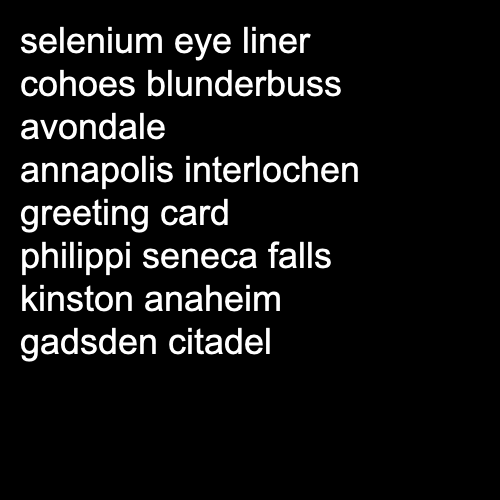 selenium eye liner
cohoes blunderbuss
avondale
annapolis interlochen
greeting card
philippi seneca falls
kinston anaheim
gadsden citadel